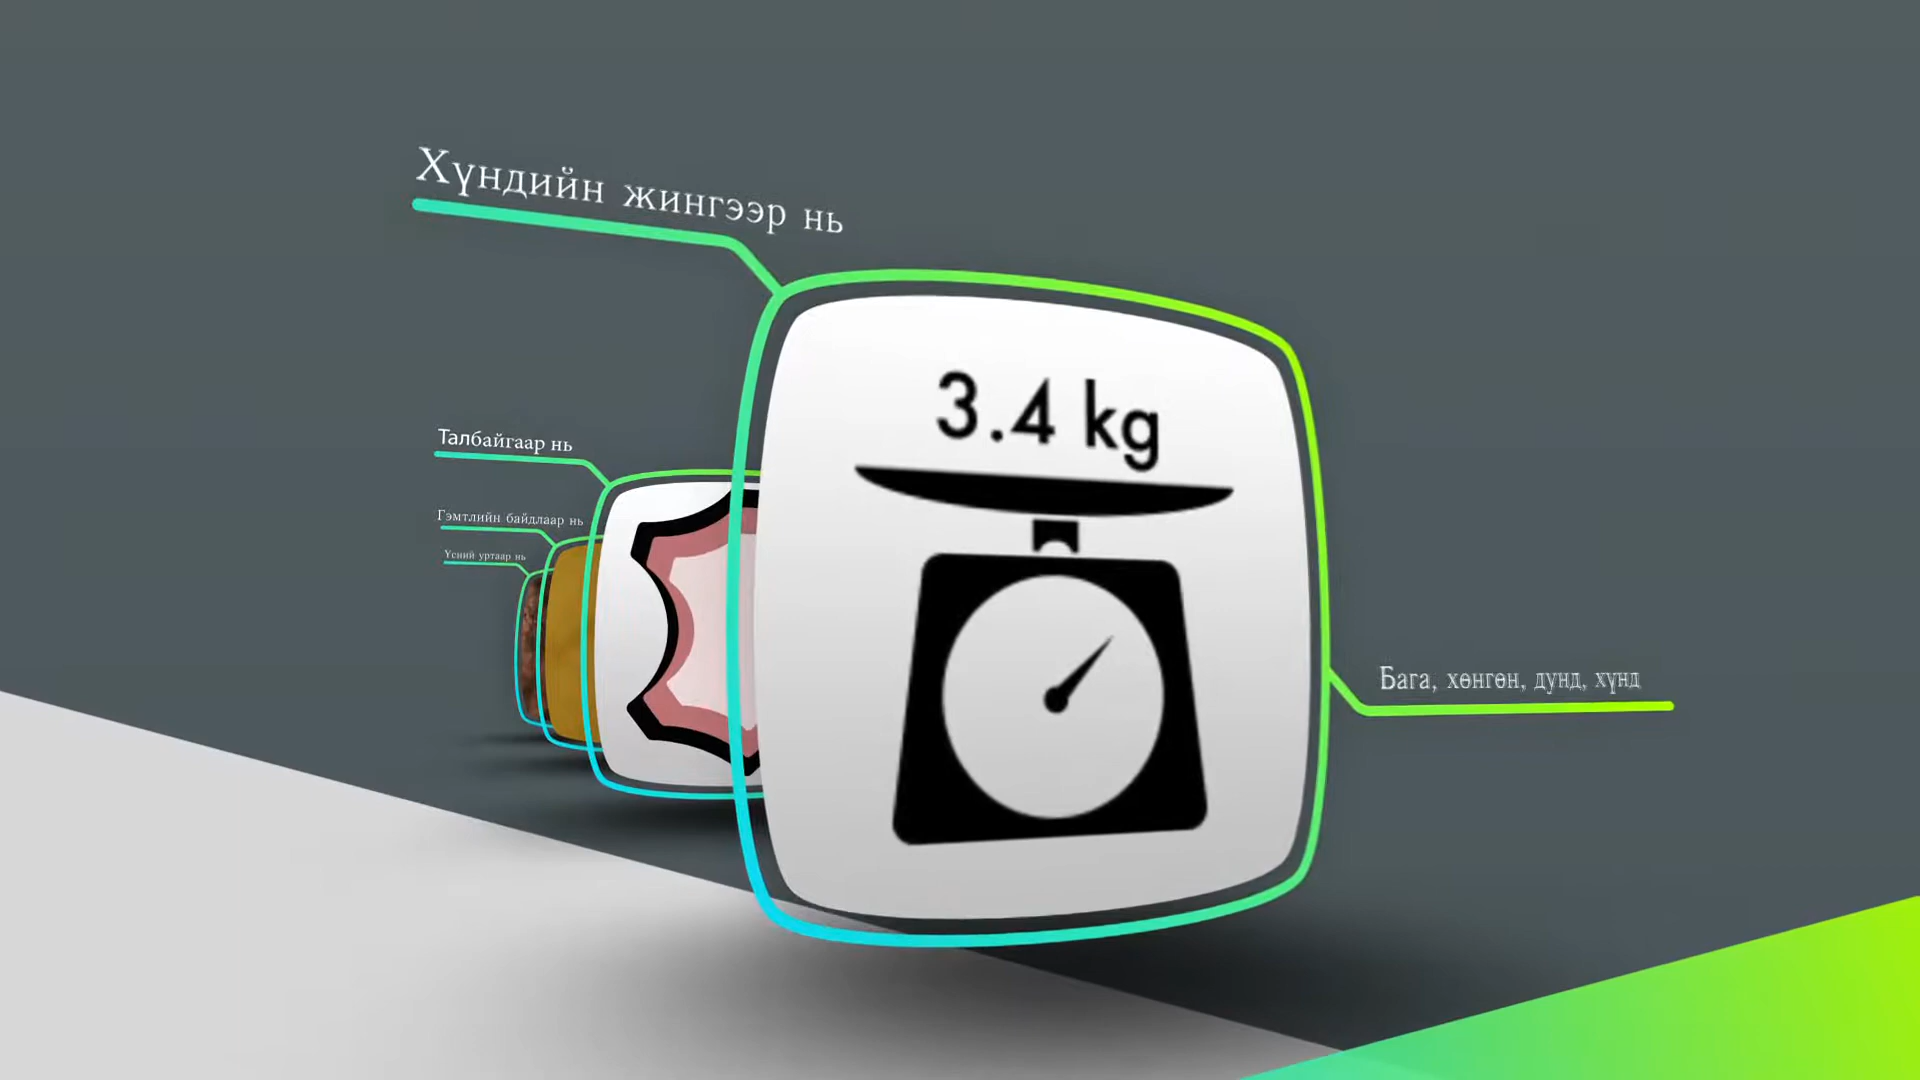 Хүндийн жингээр нь
3.4 kg
Талбайгаар нь
Гэмтлийн байдлаар нь
Үсний уртаар нь
Бага, хөнгөн, дунд, хүнд